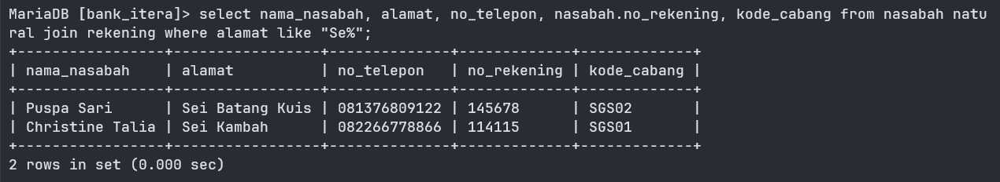 MariaDB [bank_itera]> select nama_nasabah, alamat, no_telepon, nasabah.no_rekening, kode_cabang from nasabah natu
ral join rekening where alamat like "Se%";
+-----------------+-----------------+--------------+-------------+-------------+
| nama_nasabah    | alamat          | no_telepon   | no_rekening | kode_cabang |
+-----------------+-----------------+--------------+-------------+-------------+
| Puspa Sari      | Sei Batang Kuis | 081376809122 | 145678      | SGS02       |
| Christine Talia | Sei Kambah      | 082266778866 | 114115      | SGS01       |
+-----------------+-----------------+--------------+-------------+-------------+
2 rows in set (0.000 sec)